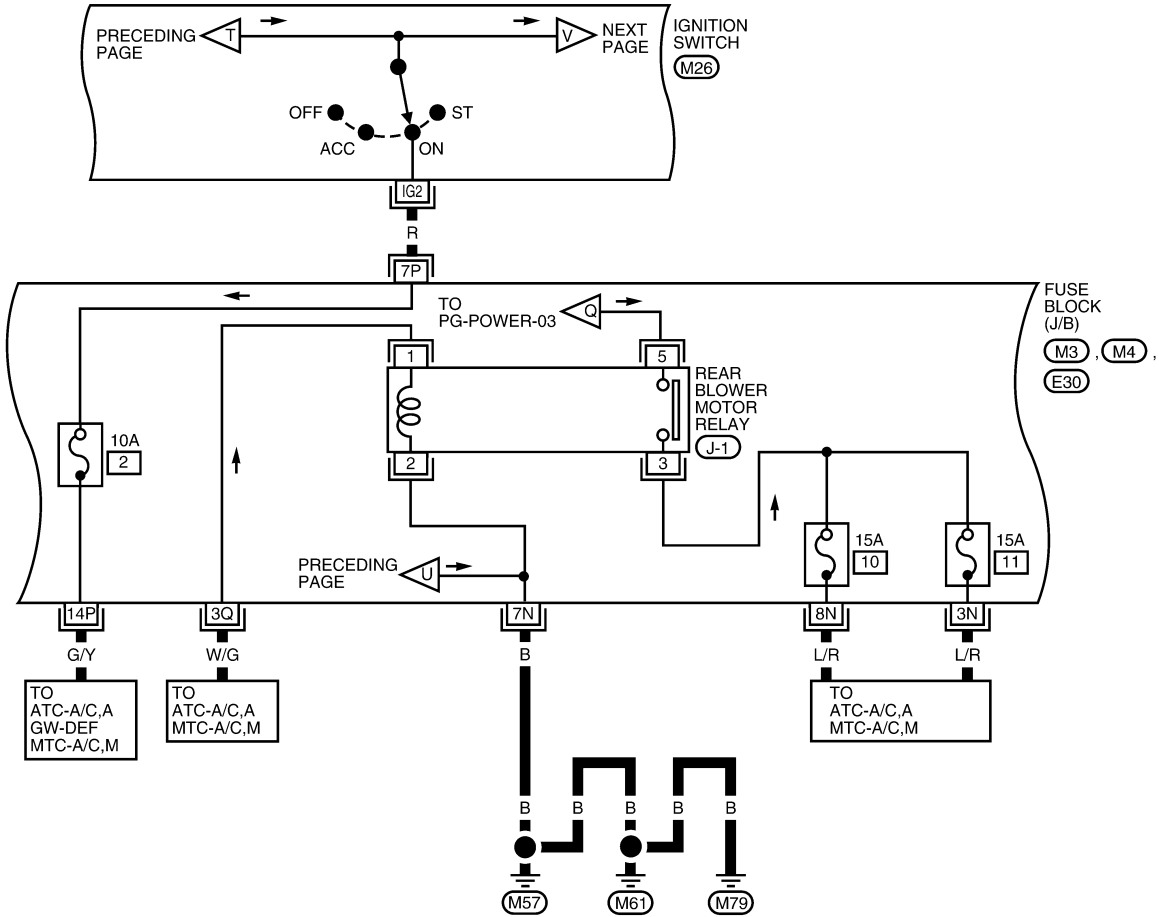 PRECEDING
PAGE
T
V
NEXT
PAGE
IGNITION
SWITCH
M26
OFF
ST
ACC
ON
IG2
R
7P
TO
PG-POWER-03
Q
FUSE
BLOCK
(J/B)
M3 , M4 ,
E30
1
5
REAR
BLOWER
MOTOR
RELAY
J-1
10A
2
2
3
15A
10
15A
11
PRECEDING
PAGE
U
14P
3Q
7N
8N
3N
G/Y
W/G
B
L/R
L/R
TO
ATC-A/C,A
GW-DEF
MTC-A/C,M
TO
ATC-A/C,A
MTC-A/C,M
TO
ATC-A/C,A
MTC-A/C,M
B
B
B
B
B
M57
M61
M79